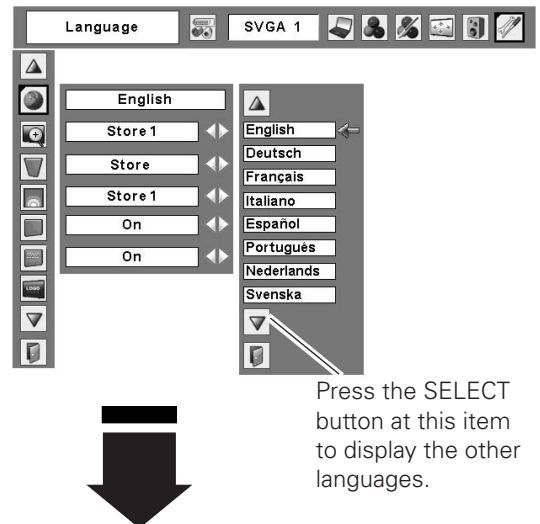 Language
SVGA 1
English
Store 1
Store
Store 1
On
On
LOGO
English
Deutsch
Français
Italiano
Español
Português
Nederlands
Svenska
Press the SELECT
button at this item
to display the other
languages.